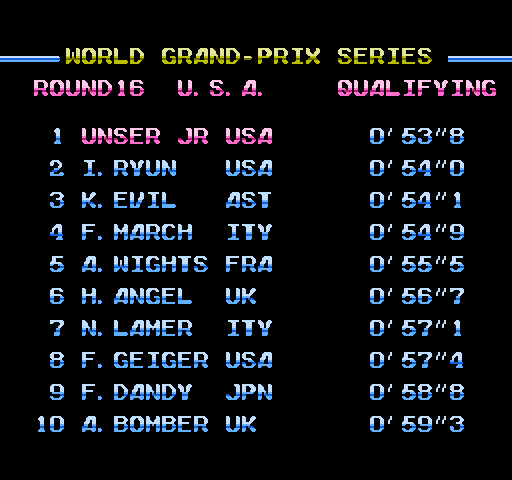 WORLD GRAND-PRIX SERIES
ROUND16 U. S. A. QUALIFYING
1 UNSER JR USA 0'53"8
2 I. RYUN USA 0'54"0
3 K. EVIL AST 0'54"1
4 F. MARCH ITY 0'54"9
5 A. WIGHTS FRA 0'55"5
6 H. ANGEL UK 0'56"7
7 N. LAMER ITY 0'57"1
8 F. GEIGER USA 0'57"4
9 F. DANDY JPN 0'58"8
10 A. BOMBER UK 0'59"3